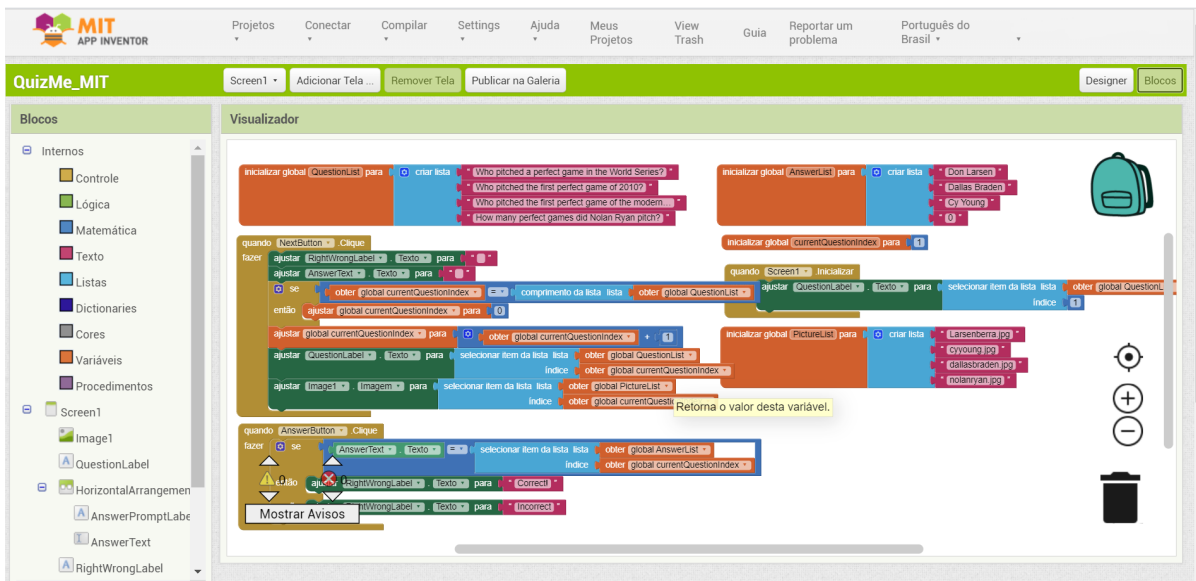 MIT
APP INVENTOR
Projetos Conectar Compilar Settings Ajuda Meus Projetos View Trash Guia Reportar um problema Português do Brasil
QuizMe_MIT
Screen1 Adicionar Tela ... Remover Tela Publicar na Galeria Designer Blocos
Blocos
Internos
Controle
Lógica
Matemática
Texto
Listas
Dictionaries
Cores
Variáveis
Procedimentos
Screen1
Image1
QuestionLabel
HorizontalArrangemen
AnswerPromptLabe
AnswerText
RightWrongLabel
Visualizador
inicializar global QuestionList para criar lista " Who pitched a perfect game in the World Series? "
" Who pitched the first perfect game of 2010? "
" Who pitched the first perfect game of the modern... "
" How many perfect games did Nolan Ryan pitch? "
inicializar global AnswerList para criar lista " Don Larsen "
" Dallas Braden "
" Cy Young "
" 0 "
inicializar global currentQuestionIndex para 1
quando NextButton .Clique
fazer ajustar RightWrongLabel . Texto para " "
ajustar AnswerText . Texto para " "
se obter global currentQuestionIndex = comprimento da lista lista obter global QuestionList
então ajustar global currentQuestionIndex para 0
ajustar global currentQuestionIndex para obter global currentQuestionIndex + 1
ajustar QuestionLabel . Texto para selecionar item da lista lista obter global QuestionList
índice obter global currentQuestionIndex
ajustar Image1 . Imagem para selecionar item da lista lista obter global PictureList
índice obter global currentQuestio
Retorna o valor desta variável.
quando Screen1 .Inicializar
ajustar QuestionLabel . Texto para selecionar item da lista lista obter global QuestionL
índice 1
inicializar global PictureList para criar lista " Larsenberra.jpg "
" cyyoung.jpg "
" dallasbraden.jpg "
" nolanryan.jpg "
quando AnswerButton .Clique
fazer se AnswerText . Texto = selecionar item da lista lista obter global AnswerList
índice obter global currentQuestionIndex
RightWrongLabel . Texto para " Correct! "
Texto para " Incorrect "
0 0
Mostrar Avisos